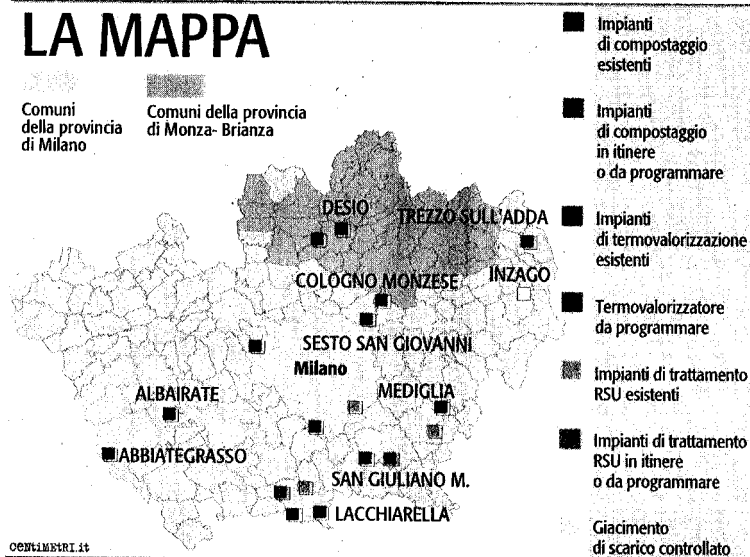 LA MAPPA
Comuni
della provincia
di Milano
Comuni della provincia
di Monza- Brianza
Impianti
di compostaggio
esistenti
Impianti
di compostaggio
in itinere
o da programmare
Impianti
di termovalorizzazione
esistenti
Termovalorizzatore
da programmare
Impianti di trattamento
RSU esistenti
Impianti di trattamento
RSU in itinere
o da programmare
Giacimento
di scarico controllato
DESIO
TREZZO SULL'ADDA
COLOGNO MONZESE
INZAGO
SESTO SAN GIOVANNI
Milano
ALBAIRATE
MEDIGLIA
ABBIATEGRASSO
SAN GIULIANO M.
LACCHIARELLA
CENTIMETRI.it